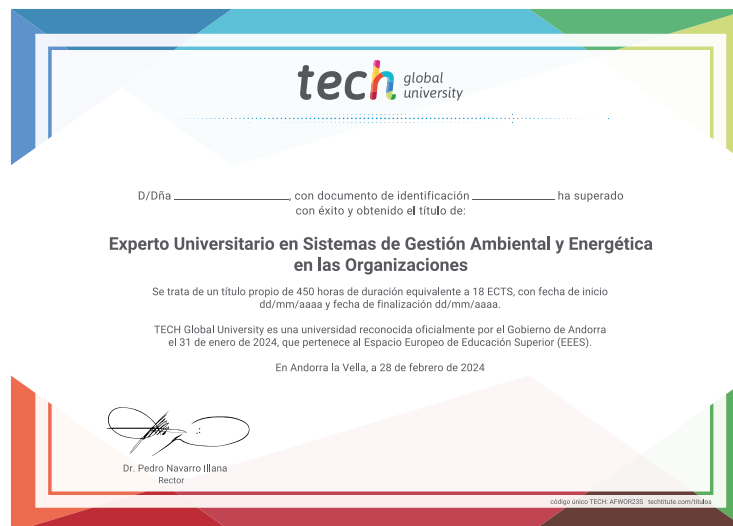 tech global university
D/Dña ____________, con documento de identificación ____________ ha superado
con éxito y obtenido el título de:
Experto Universitario en Sistemas de Gestión Ambiental y Energética
en las Organizaciones
Se trata de un título propio de 450 horas de duración equivalente a 18 ECTS, con fecha de inicio
dd/mm/aaaa y fecha de finalización dd/mm/aaaa.
TECH Global University es una universidad reconocida oficialmente por el Gobierno de Andorra
el 31 de enero de 2024, que pertenece al Espacio Europeo de Educación Superior (EEES).
En Andorra la Vella, a 28 de febrero de 2024
Dr. Pedro Navarro Illana
Rector
código único TECH: AFWOR23S techtitute.com/titulos